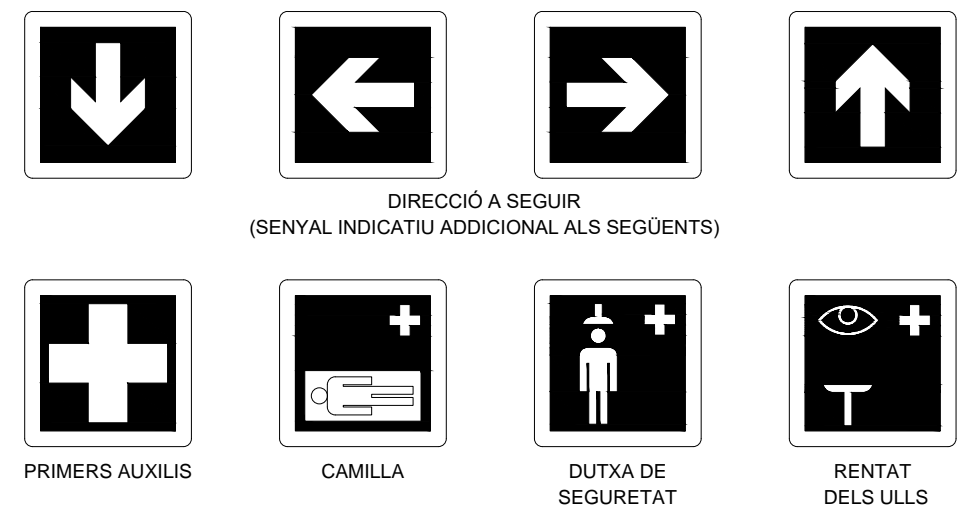 DIRECCIÓ A SEGUIR
(SENYAL INDICATIU ADDICIONAL ALS SEGÜENTS)
PRIMERS AUXILIS
CAMILLA
DUTXA DE
SEGURETAT
RENTAT
DELS ULLS